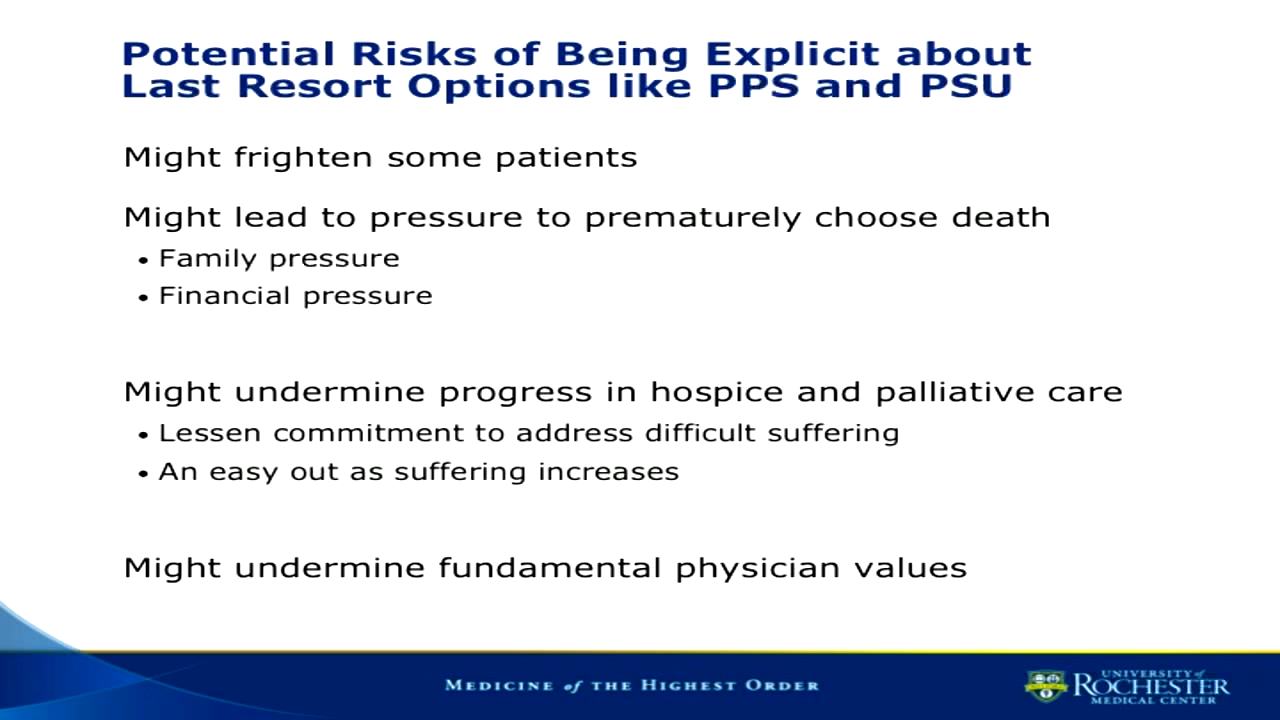 Potential Risks of Being Explicit about
Last Resort Options like PPS and PSU
Might frighten some patients
Might lead to pressure to prematurely choose death
• Family pressure
• Financial pressure
Might undermine progress in hospice and palliative care
• Lessen commitment to address difficult suffering
• An easy out as suffering increases
Might undermine fundamental physician values
MEDICINE of THE HIGHEST ORDER
UNIVERSITY of
ROCHESTER
MEDICAL CENTER